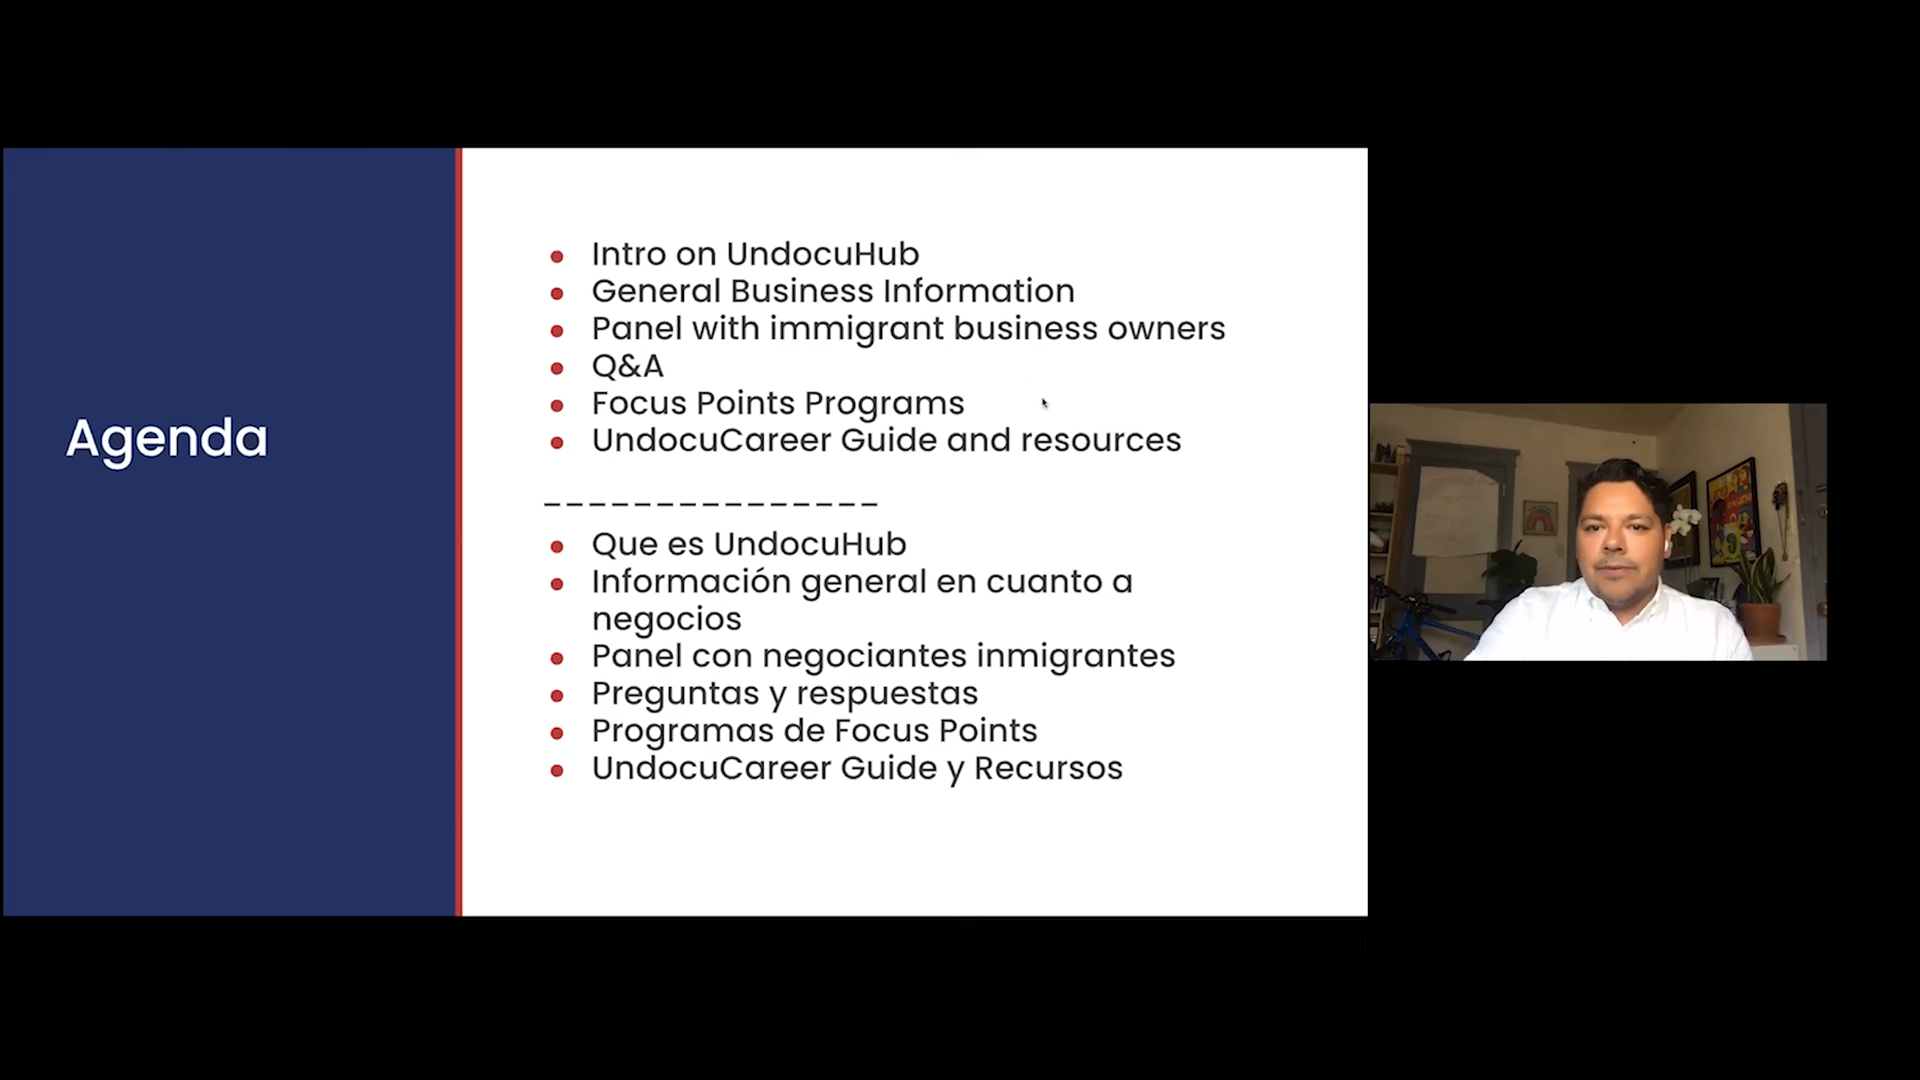 Agenda
● Intro on UndocuHub
● General Business Information
● Panel with immigrant business owners
● Q&A
● Focus Points Programs
● UndocuCareer Guide and resources
_______________
● Que es UndocuHub
● Información general en cuanto a
negocios
● Panel con negociantes inmigrantes
● Preguntas y respuestas
● Programas de Focus Points
● UndocuCareer Guide y Recursos